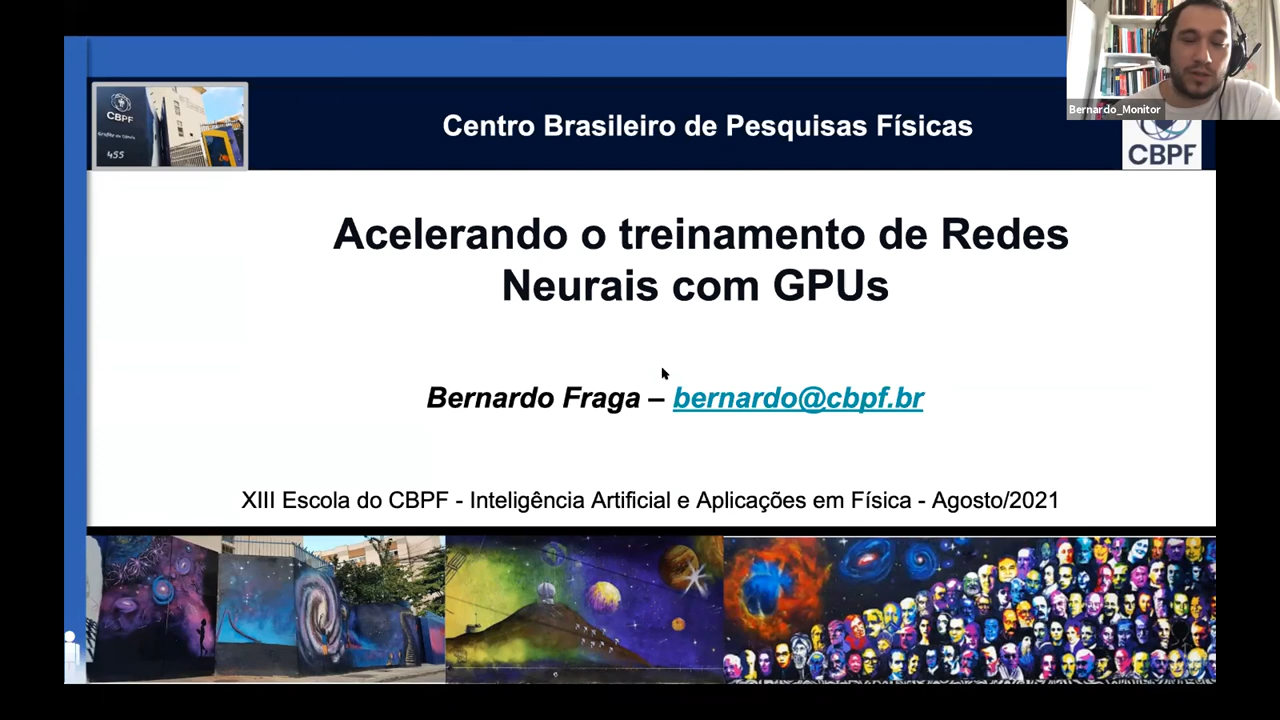 Bernardo_Monitor
CBPF
455
Centro Brasileiro de Pesquisas Físicas
CBPF
Acelerando o treinamento de Redes
Neurais com GPUs
Bernardo Fraga – bernardo@cbpf.br
XIII Escola do CBPF - Inteligência Artificial e Aplicações em Física - Agosto/2021